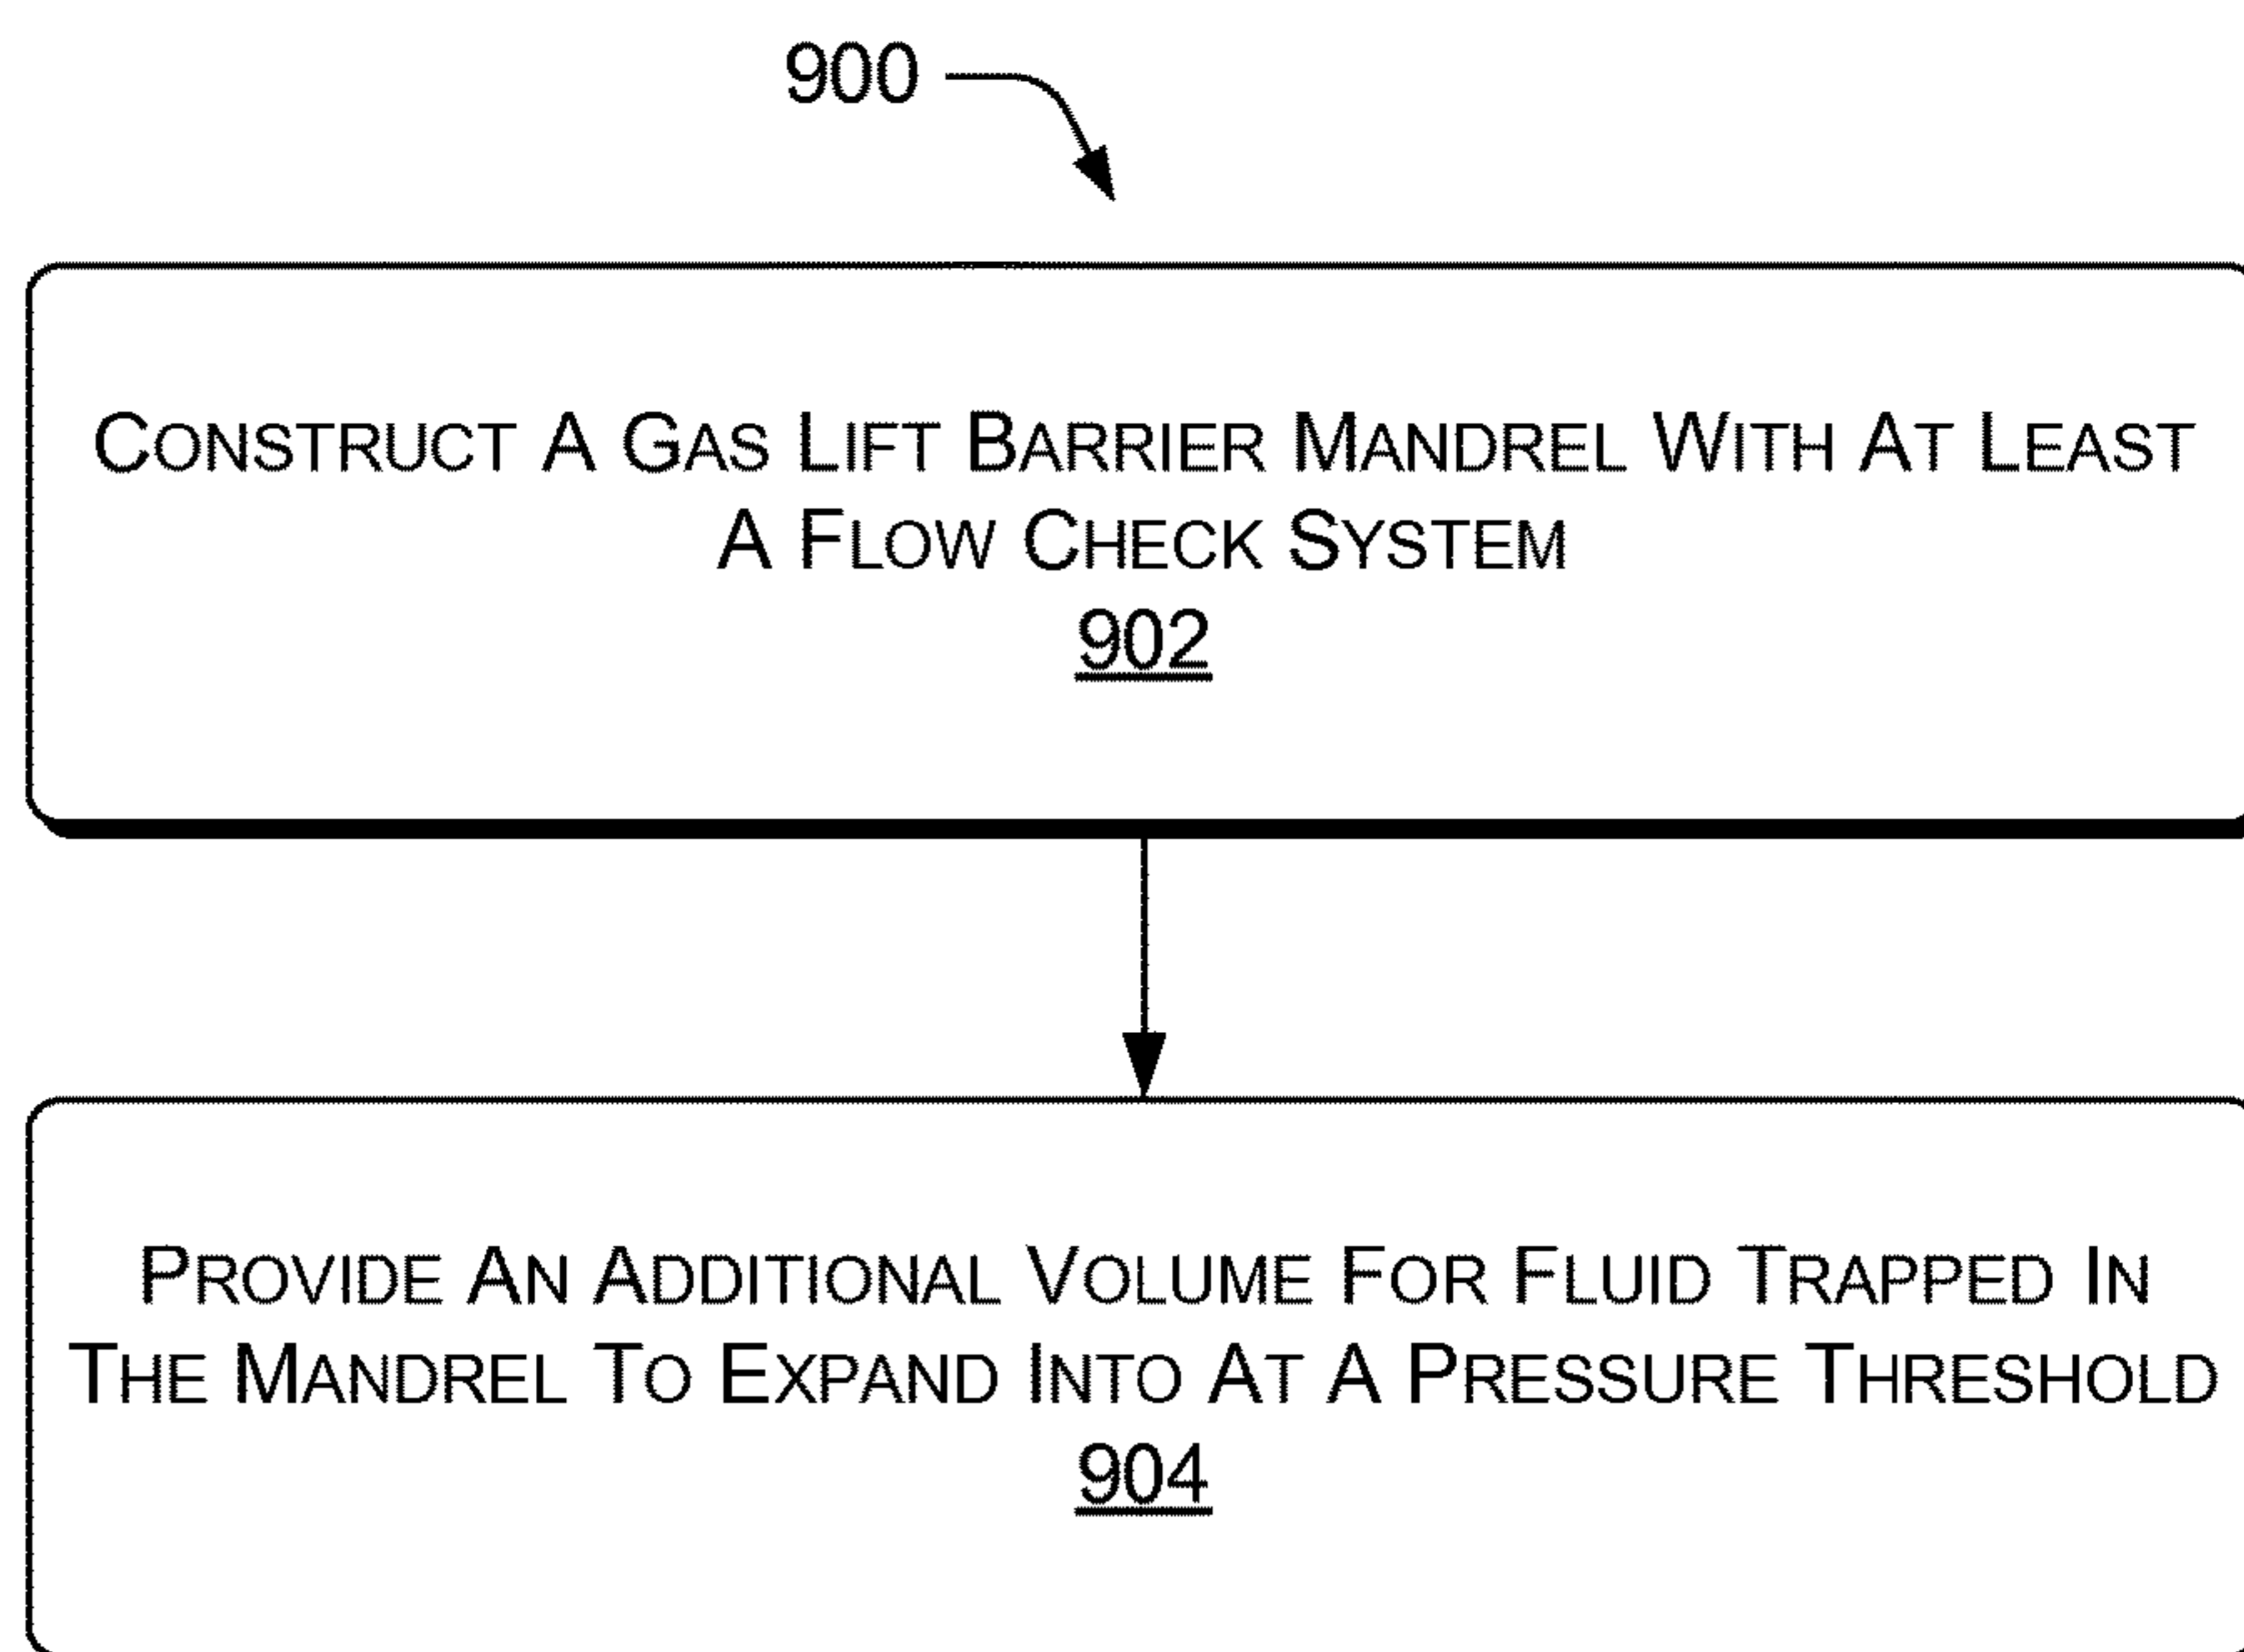 900
CONSTRUCT A GAS LIFT BARRIER MANDREL WITH AT LEAST
A FLOW CHECK SYSTEM
902
PROVIDE AN ADDITIONAL VOLUME FOR FLUID TRAPPED IN
THE MANDREL TO EXPAND INTO AT A PRESSURE THRESHOLD
904